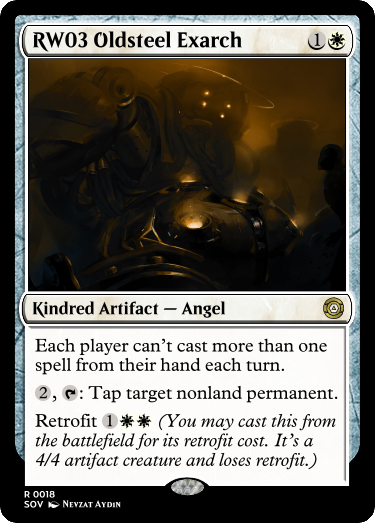 RW03 Oldsteel Exarch 1
Kindred Artifact — Angel
Each player can't cast more than one
spell from their hand each turn.
2, : Tap target nonland permanent.
Retrofit 1 (You may cast this from
the battlefield for its retrofit cost. It's a
4/4 artifact creature and loses retrofit.)
R 0018
SOV Nevzat Aydin